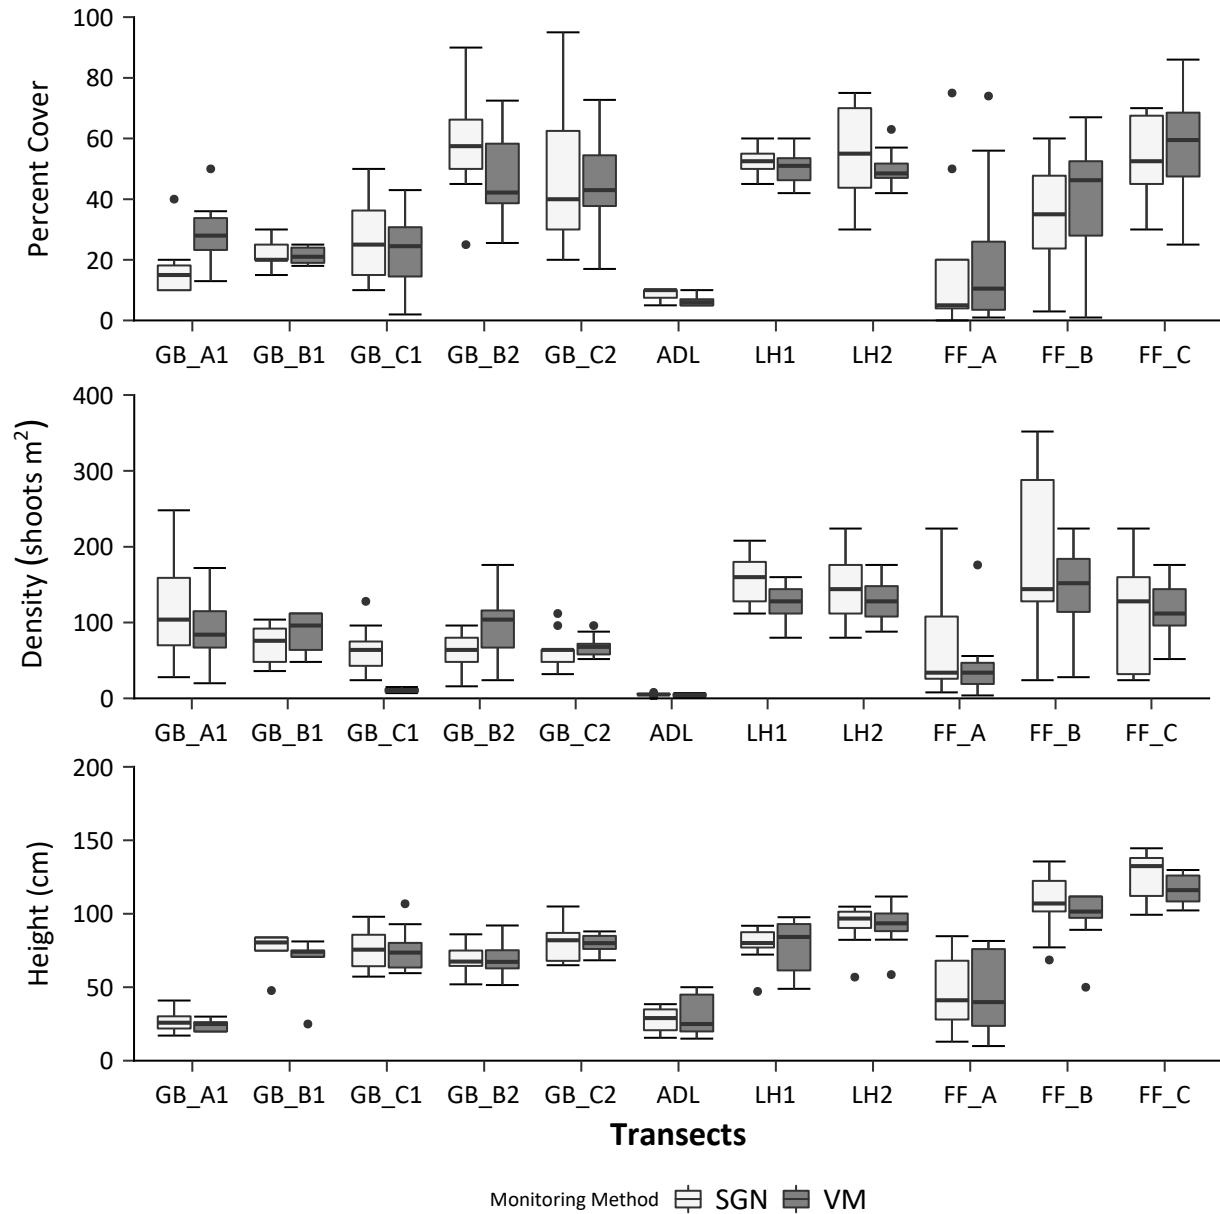 Percent Cover
100
80
60
40
20
0
GB_A1 GB_B1 GB_C1 GB_B2 GB_C2 ADL LH1 LH2 FF_A FF_B FF_C
Density (shoots m²)
400
300
200
100
0
GB_A1 GB_B1 GB_C1 GB_B2 GB_C2 ADL LH1 LH2 FF_A FF_B FF_C
Height (cm)
200
150
100
50
0
GB_A1 GB_B1 GB_C1 GB_B2 GB_C2 ADL LH1 LH2 FF_A FF_B FF_C
Transects
Monitoring Method SGN VM